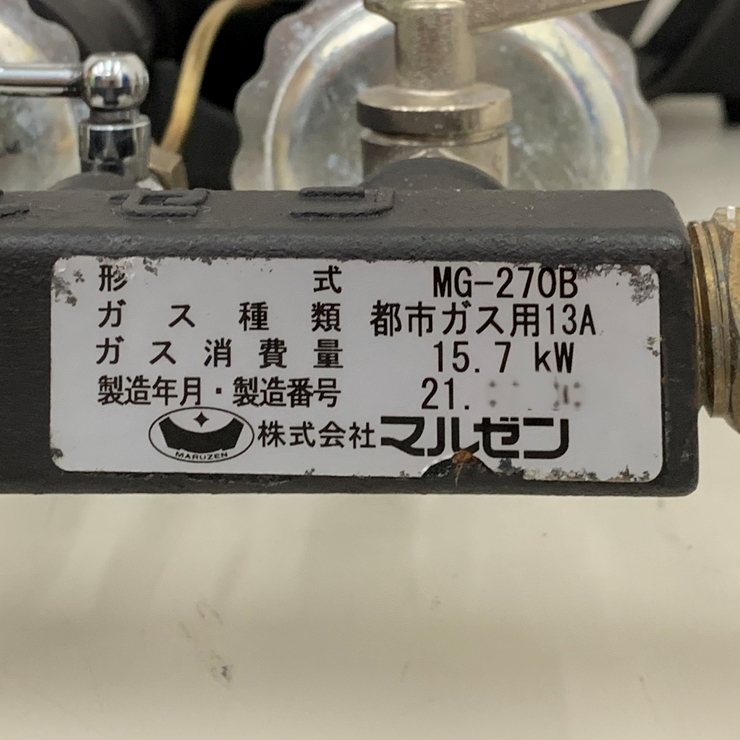 形式 MG-270B
ガス種類 都市ガス用13A
ガス消費量 15.7 kW
製造年月・製造番号 21.
MARUZEN 株式会社マルゼン